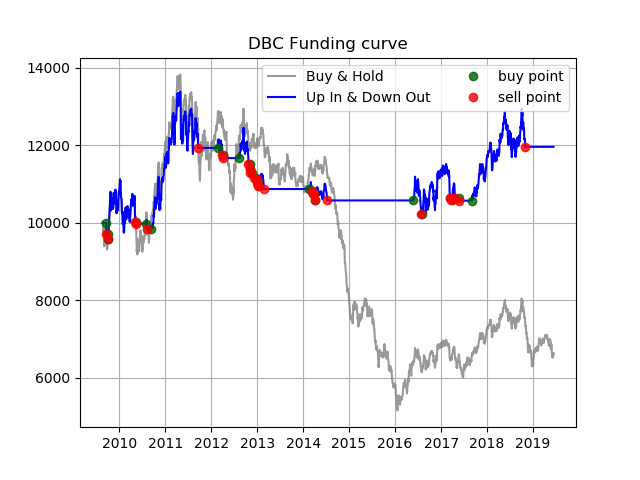 DBC Funding curve
Buy & Hold
Up In & Down Out
buy point
sell point
14000
12000
10000
8000
6000
2010 2011 2012 2013 2014 2015 2016 2017 2018 2019